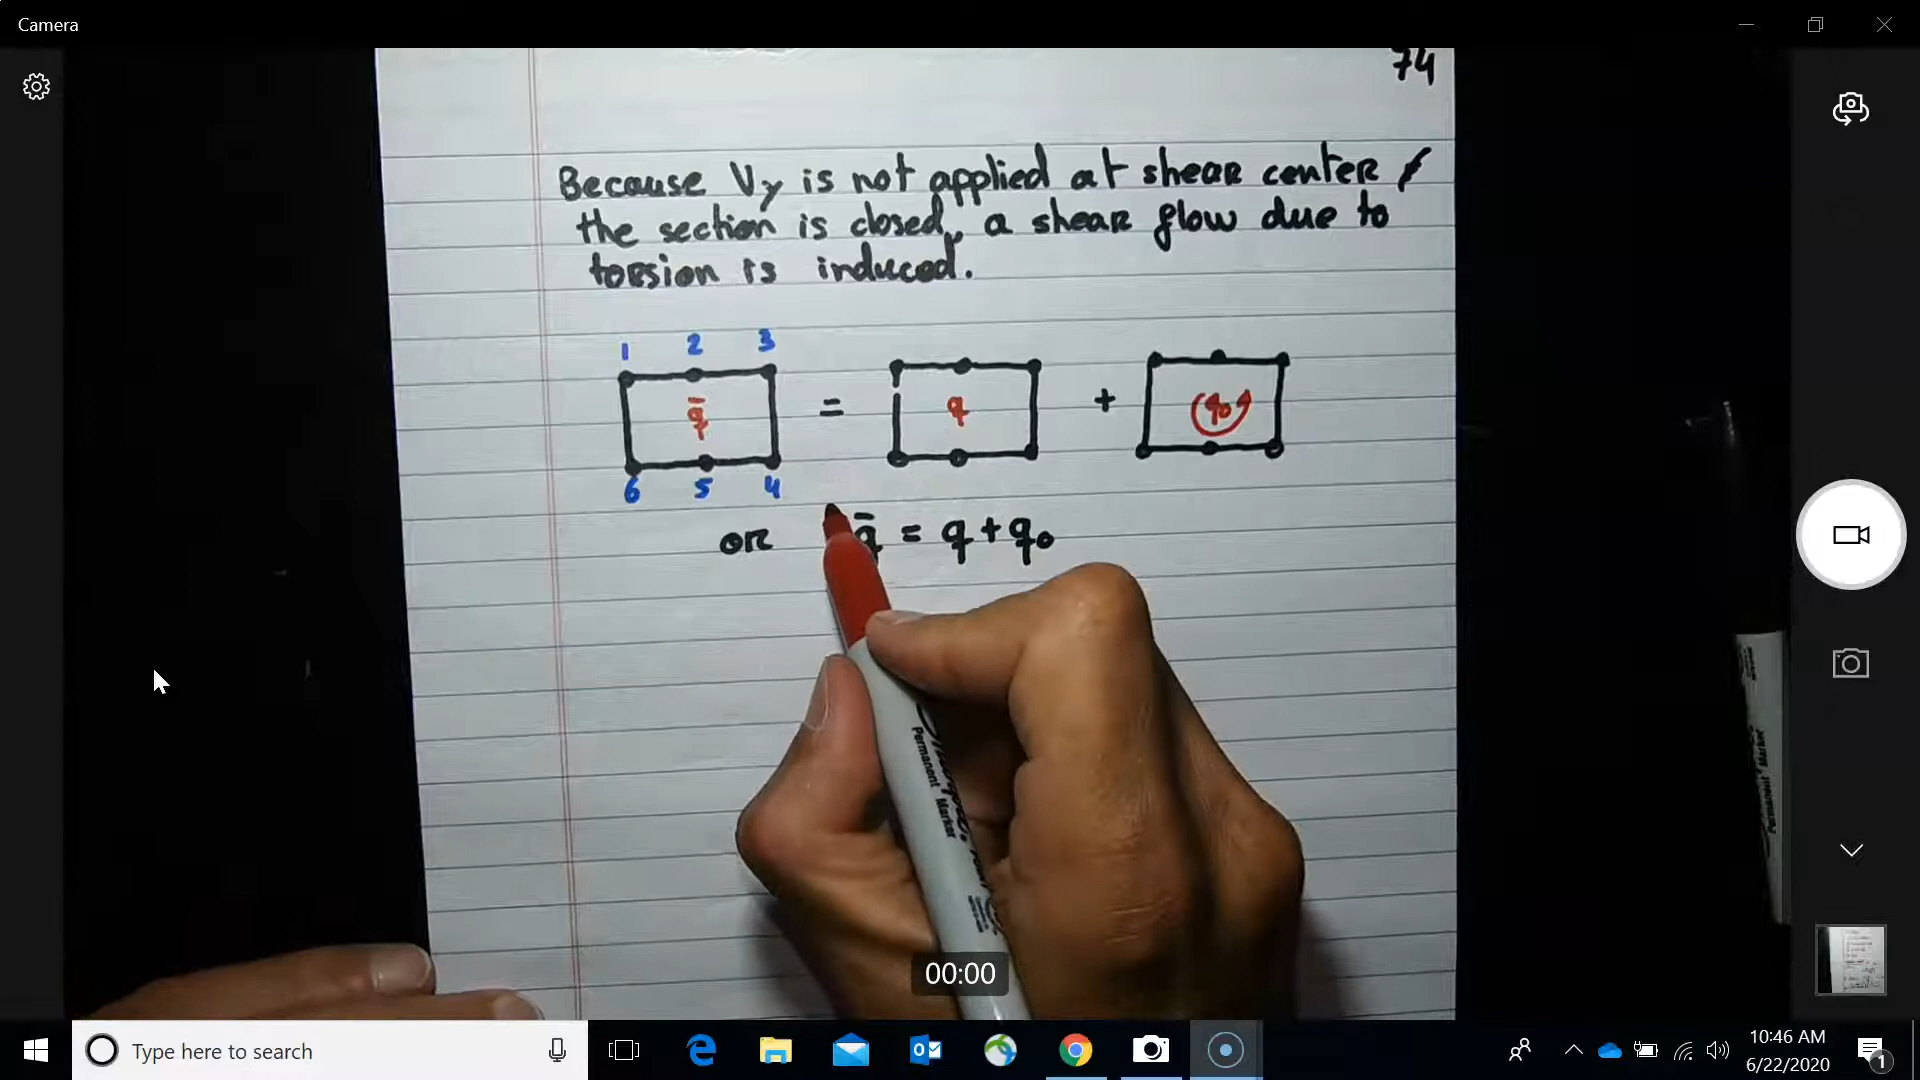 Camera
74
Because Vy is not applied at shear center &
the section is closed, a shear flow due to
torsion is induced.
1 2 3
q̄ = q + q₀
6 5 4
or q̄ = q + q₀
Permanent Marker
00:00
Type here to search
10:46 AM
6/22/2020
1